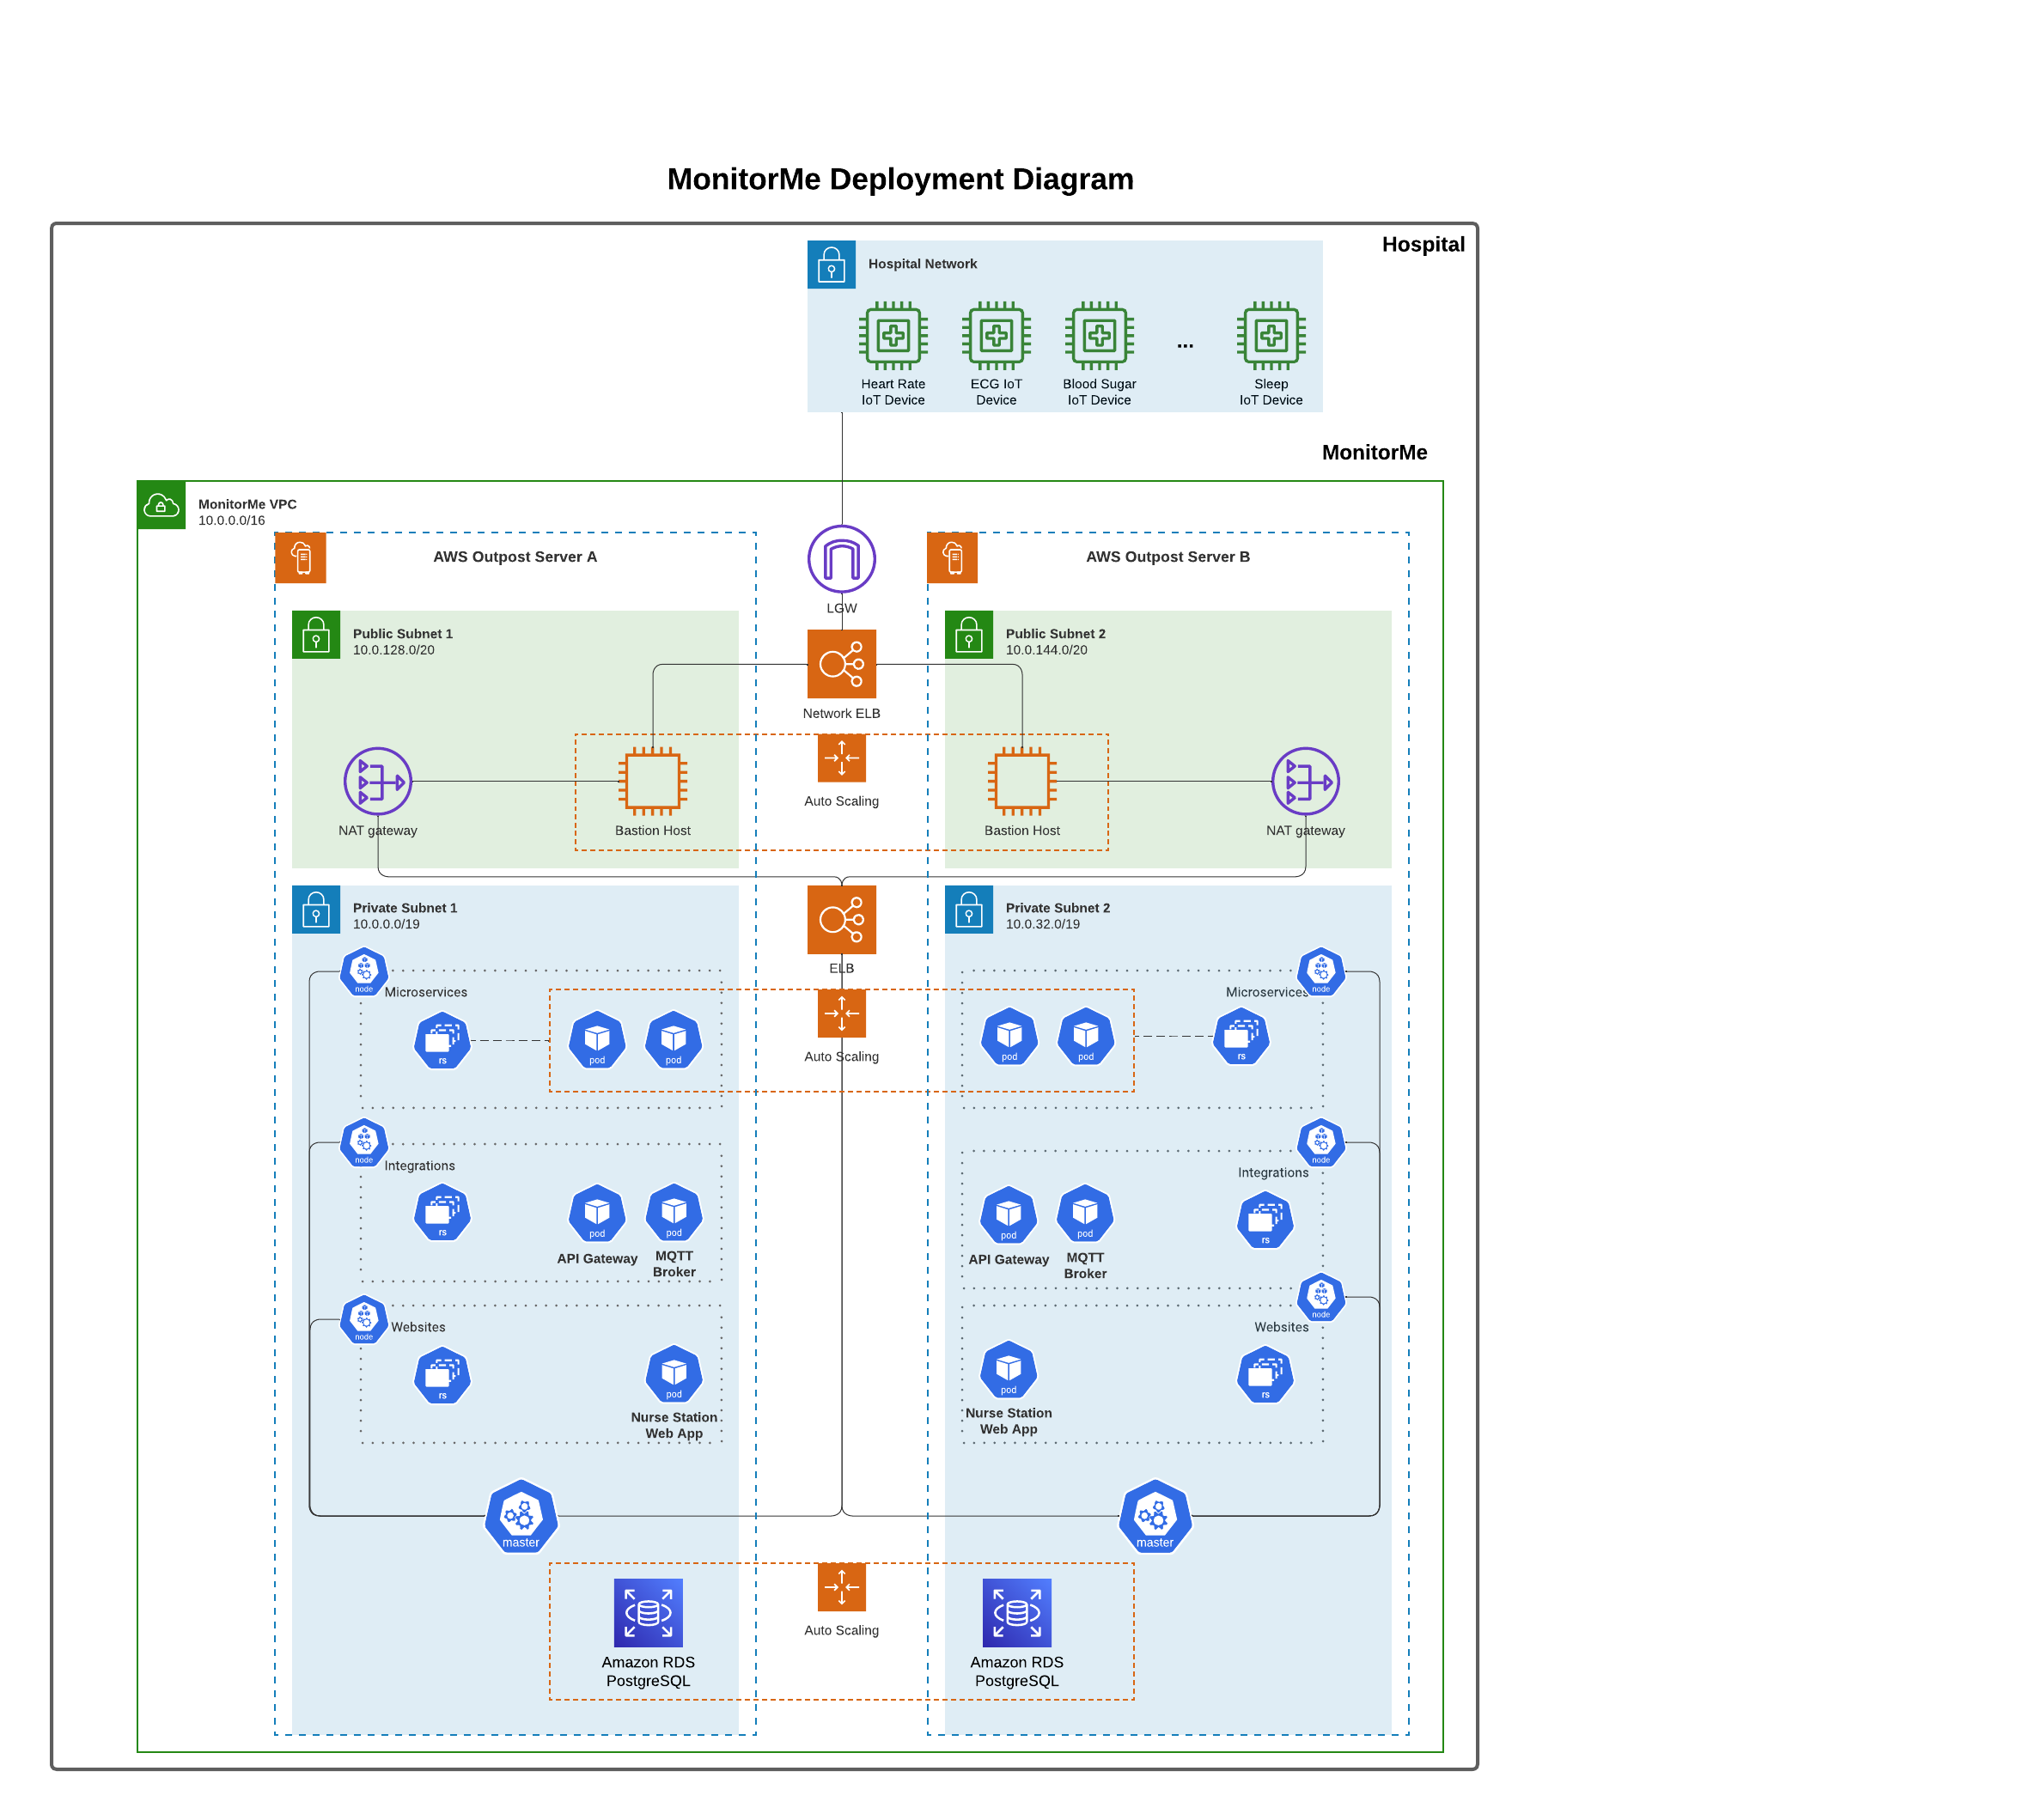 MonitorMe Deployment Diagram
Hospital
Hospital Network
Heart Rate
IoT Device
ECG IoT
Device
Blood Sugar
IoT Device
...
Sleep
IoT Device
MonitorMe
MonitorMe VPC
10.0.0.0/16
AWS Outpost Server A
AWS Outpost Server B
LGW
Public Subnet 1
10.0.128.0/20
Public Subnet 2
10.0.144.0/20
Network ELB
NAT gateway
Bastion Host
Auto Scaling
Bastion Host
NAT gateway
Private Subnet 1
10.0.0.0/19
Private Subnet 2
10.0.32.0/19
ELB
node
Microservices
rs
pod
pod
Auto Scaling
pod
pod
node
Microservices
rs
node
Integrations
rs
pod
API Gateway
pod
MQTT
Broker
node
Integrations
pod
API Gateway
pod
MQTT
Broker
rs
node
Websites
rs
pod
Nurse Station
Web App
node
Websites
pod
Nurse Station
Web App
rs
master
master
Auto Scaling
Amazon RDS
PostgreSQL
Amazon RDS
PostgreSQL